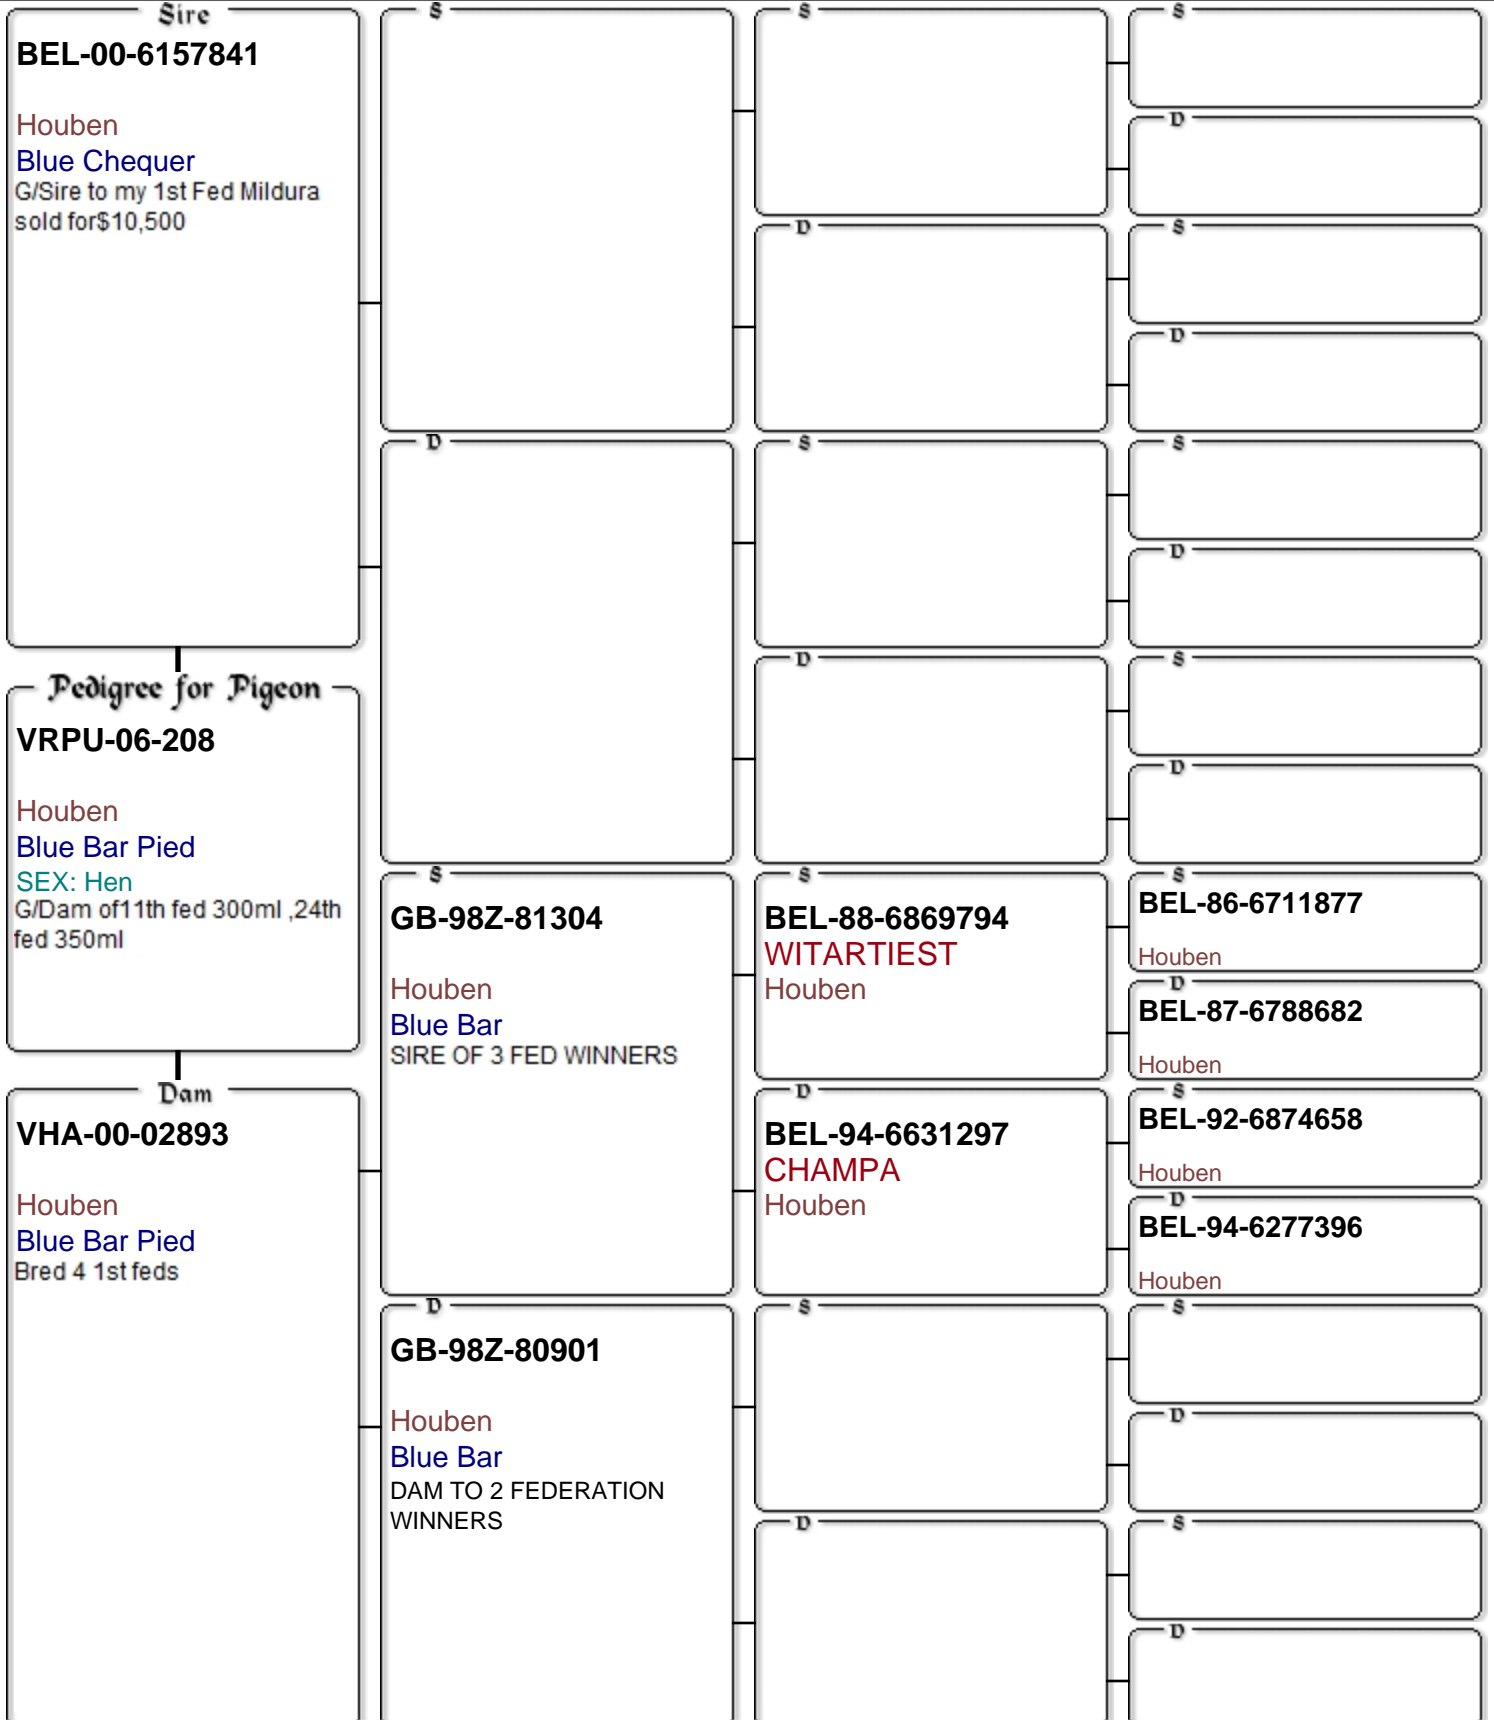 Sire
BEL-00-6157841
Houben
Blue Chequer
G/Sire to my 1st Fed Mildura
sold for$10,500
Pedigree for Pigeon
VRPU-06-208
Houben
Blue Bar Pied
SEX: Hen
G/Dam of11th fed 300ml ,24th
fed 350ml
Dam
VHA-00-02893
Houben
Blue Bar Pied
Bred 4 1st feds
S
D
S
GB-98Z-81304
Houben
Blue Bar
SIRE OF 3 FED WINNERS
D
GB-98Z-80901
Houben
Blue Bar
DAM TO 2 FEDERATION
WINNERS
S
D
S
D
S
BEL-88-6869794
WITARTIEST
Houben
D
BEL-94-6631297
CHAMPA
Houben
S
D
S
D
S
D
S
D
S
D
S
BEL-86-6711877
Houben
D
BEL-87-6788682
Houben
S
BEL-92-6874658
Houben
D
BEL-94-6277396
Houben
S
D
S
D